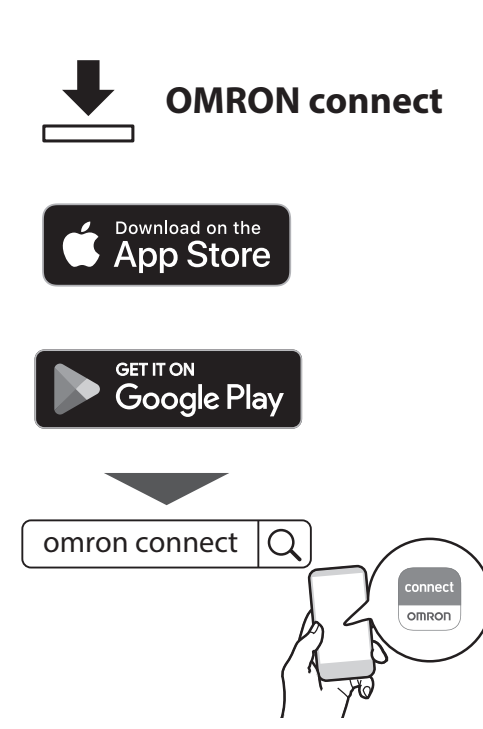 OMRON connect
Download on the
App Store
GET IT ON
Google Play
omron connect
connect
OMRON